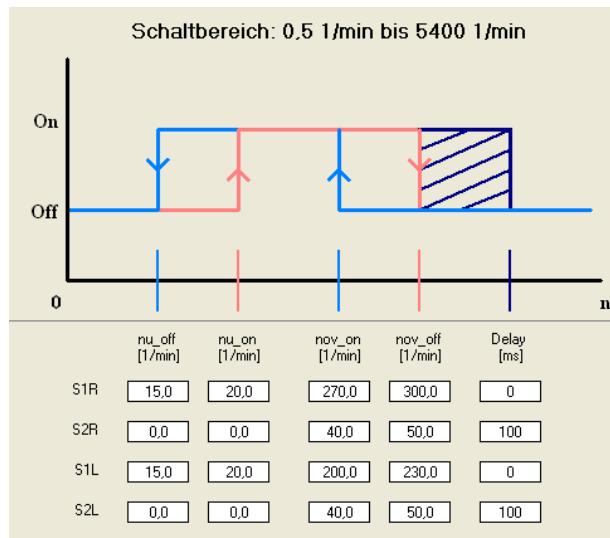 Schaltbereich: 0,5 1/min bis 5400 1/min
On
Off
0 n
nu_off nu_on nov_on nov_off Delay
[1/min] [1/min] [1/min] [1/min] [ms]
S1R 15,0 20,0 270,0 300,0 0
S2R 0,0 0,0 40,0 50,0 100
S1L 15,0 20,0 200,0 230,0 0
S2L 0,0 0,0 40,0 50,0 100